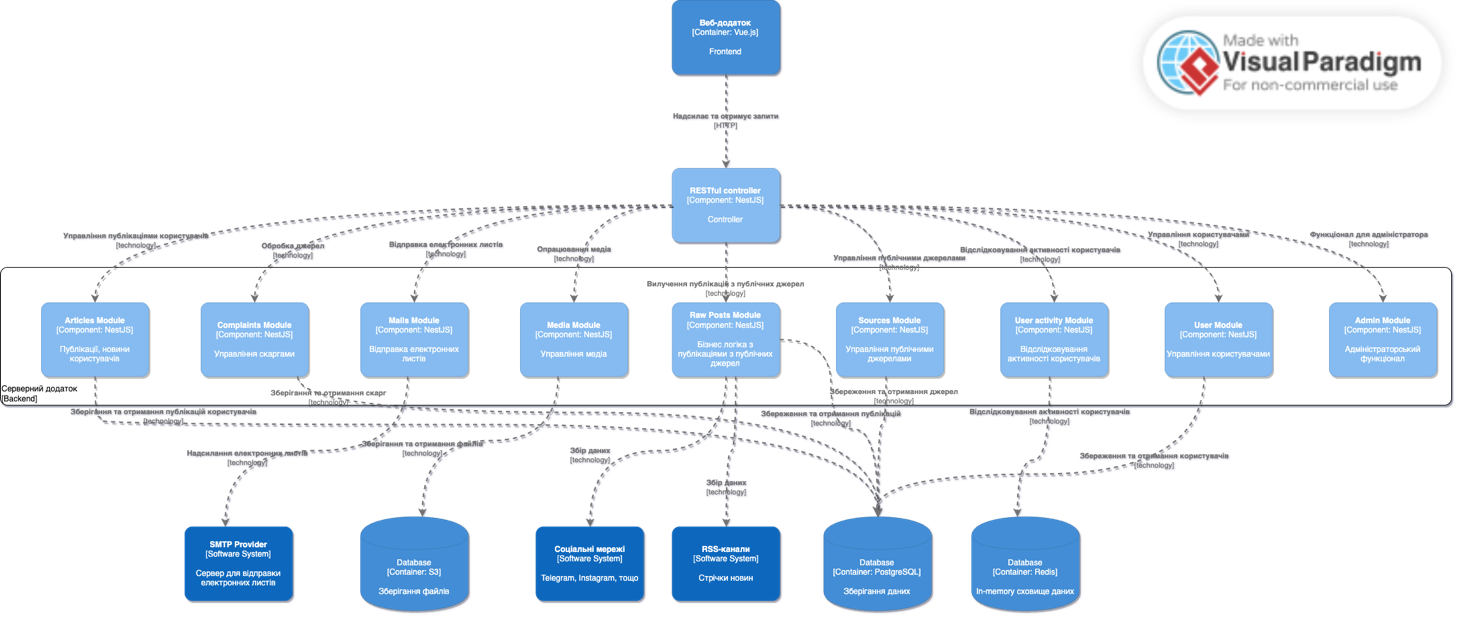 Веб-додаток
[Container: Vue.js]
Frontend
Made with
VisualParadigm
For non-commercial use
Надсилає та отримує запити
[HTTP]
RESTful controller
[Component: NestJS]
Controller
Управління публікаціями користувачів
[technology]
Обробка джерел
[technology]
Відправка електронних листів
[technology]
Опрацювання медіа
[technology]
Вилучення публікацій з публічних джерел
[technology]
Управління публічними джерелами
[technology]
Відслідковування активності користувачів
[technology]
Управління користувачами
[technology]
Функціонал для адміністратора
[technology]
Articles Module
[Component: NestJS]
Публікації, новини
користувачів
Complaints Module
[Component: NestJS]
Управління скаргами
Mails Module
[Component: NestJS]
Відправка електронних
листів
Media Module
[Component: NestJS]
Управління медіа
Raw Posts Module
[Component: NestJS]
Бізнес логіка з
публікаціями з публічних
джерел
Sources Module
[Component: NestJS]
Управління публічними
джерелами
User activity Module
[Component: NestJS]
Відслідковування
активності користувачів
User Module
[Component: NestJS]
Управління користувачами
Admin Module
[Component: NestJS]
Адміністраторський
функціонал
Серверний додаток
[Backend]
Зберігання та отримання публікацій користувачів
[technology]
Зберігання та отримання скарг
[technology]
Надсилання електронних листів
[technology]
Зберігання та отримання файлів
[technology]
Збір даних
[technology]
Збір даних
[technology]
Збереження та отримання публікацій
[technology]
Збереження та отримання джерел
[technology]
Відслідковування активності користувачів
[technology]
Збераження та отримання користувачів
[technology]
SMTP Provider
[Software System]
Сервер для відправки
електронних листів
Database
[Container: S3]
Зберігання файлів
Соціальні мережі
[Software System]
Telegram, Instagram, тощо
RSS-канали
[Software System]
Стрічки новин
Database
[Container: PostgreSQL]
Зберігання даних
Database
[Container: Redis]
In-memory сховище даних